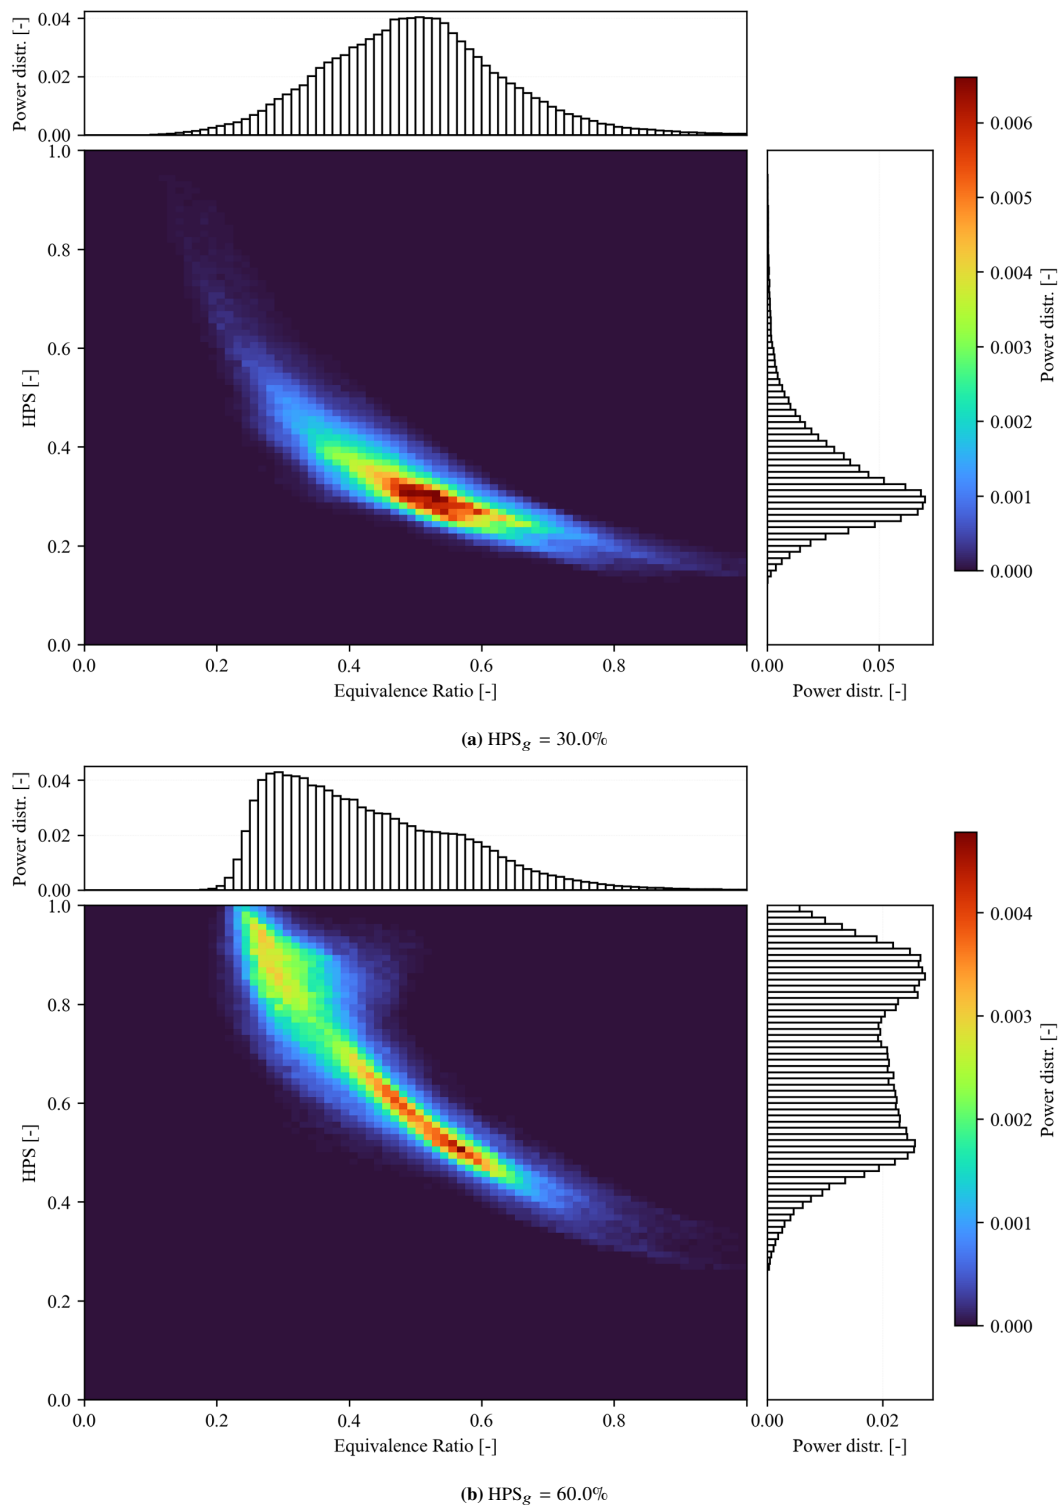 Power distr. [-]
0.04
0.02
0.00
1.0
0.8
0.6
0.4
0.2
0.0
HPS [-]
0.0 0.2 0.4 0.6 0.8
Equivalence Ratio [-]
0.00 0.05
Power distr. [-]
0.006
0.005
0.004
0.003
0.002
0.001
0.000
Power distr. [-]
(a) HPSg = 30.0%
Power distr. [-]
0.04
0.02
0.00
1.0
0.8
0.6
0.4
0.2
0.0
HPS [-]
0.0 0.2 0.4 0.6 0.8
Equivalence Ratio [-]
0.00 0.02
Power distr. [-]
0.004
0.003
0.002
0.001
0.000
Power distr. [-]
(b) HPSg = 60.0%